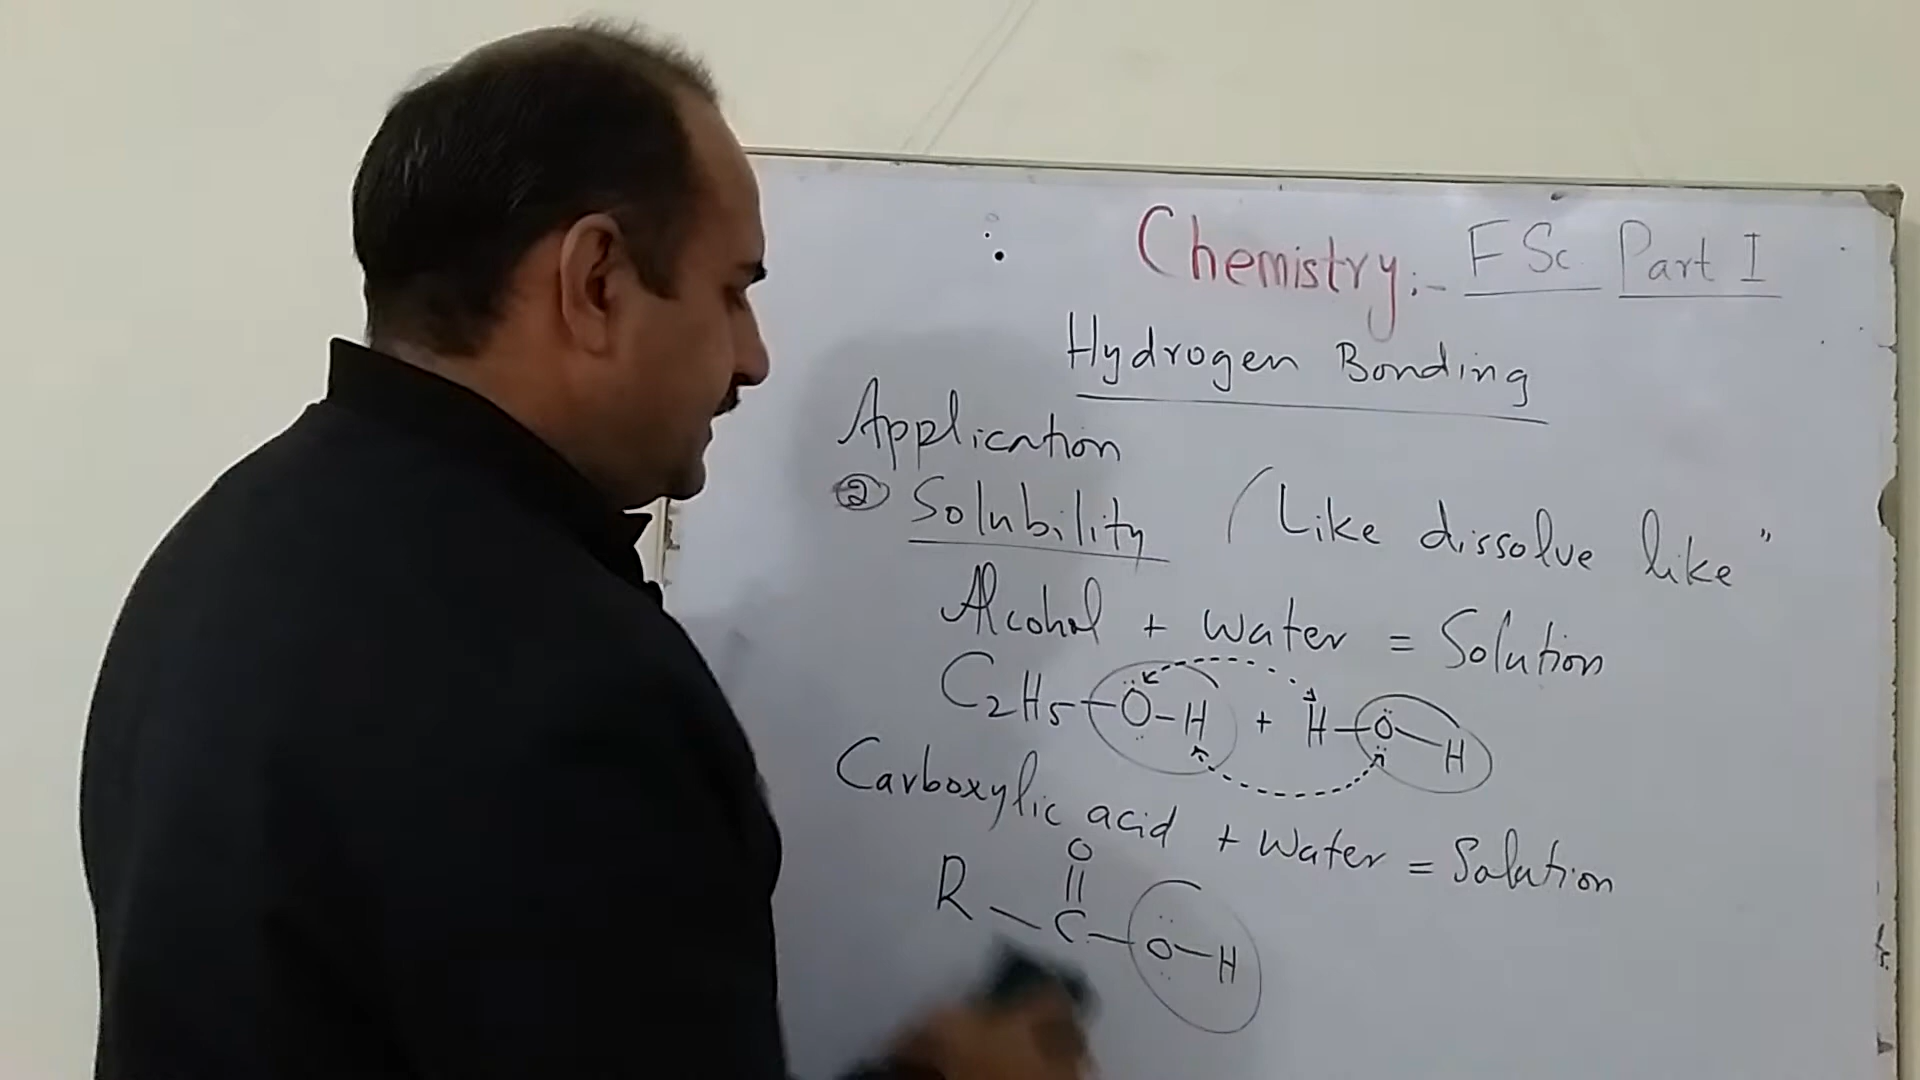 Chemistry:- FSc Part I
Hydrogen Bonding
Application
② Solubility (Like dissolve like"
Alcohol + Water = Solution
C₂H₅-O-H + H-O-H
Carboxylic acid + Water = Solution
O
R-C-O-H